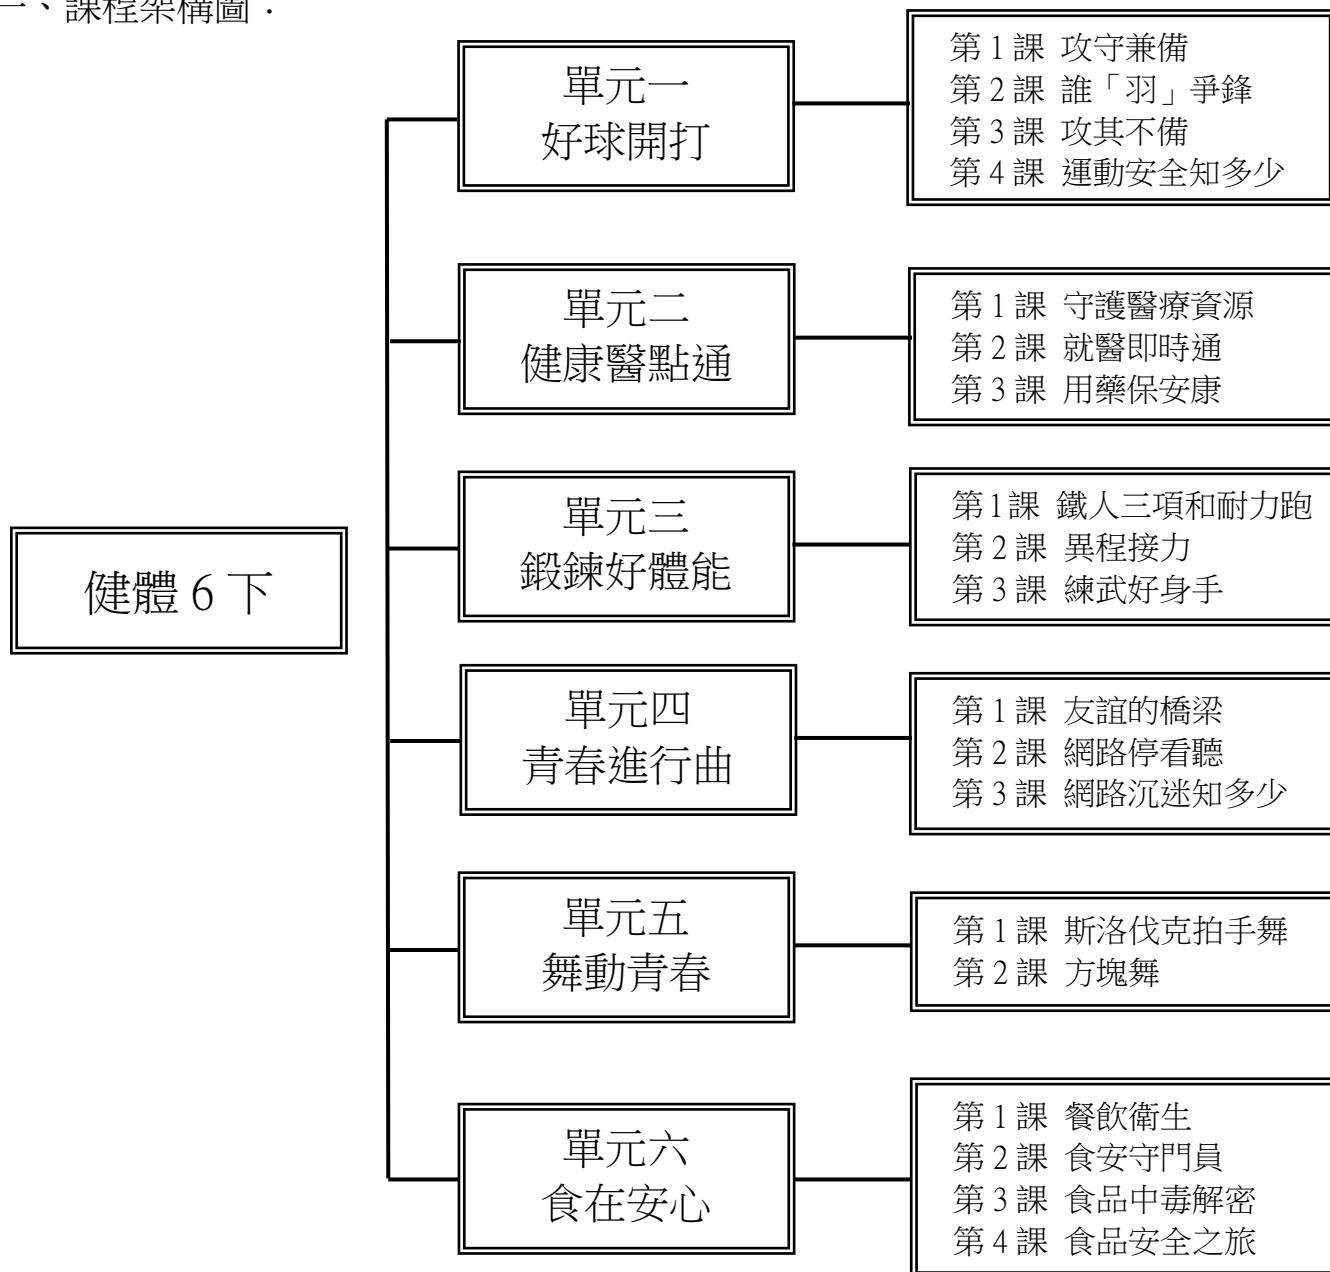 一、課程架構圖：
健體 6 下
單元一
好球開打
第 1 課 攻守兼備
第 2 課 誰「羽」爭鋒
第 3 課 攻其不備
第 4 課 運動安全知多少
單元二
健康醫點通
第 1 課 守護醫療資源
第 2 課 就醫即時通
第 3 課 用藥保安康
單元三
鍛鍊好體能
第 1 課 鐵人三項和耐力跑
第 2 課 異程接力
第 3 課 練武好身手
單元四
青春進行曲
第 1 課 友誼的橋梁
第 2 課 網路停看聽
第 3 課 網路沉迷知多少
單元五
舞動青春
第 1 課 斯洛伐克拍手舞
第 2 課 方塊舞
單元六
食在安心
第 1 課 餐飲衛生
第 2 課 食安守門員
第 3 課 食品中毒解密
第 4 課 食品安全之旅